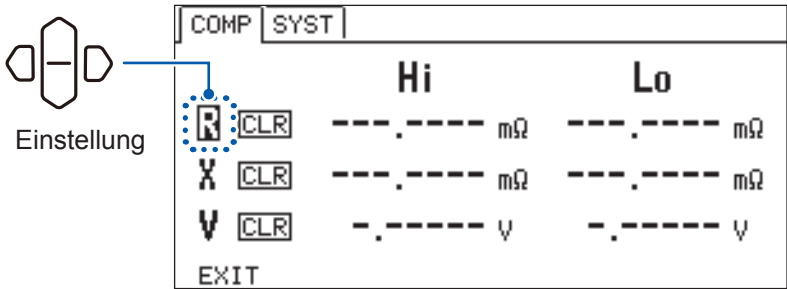 COMP SYST
Hi Lo
Einstellung
R CLR ---.---- mΩ ---.---- mΩ
X CLR ---.---- mΩ ---.---- mΩ
V CLR -.----- V -.----- V
EXIT